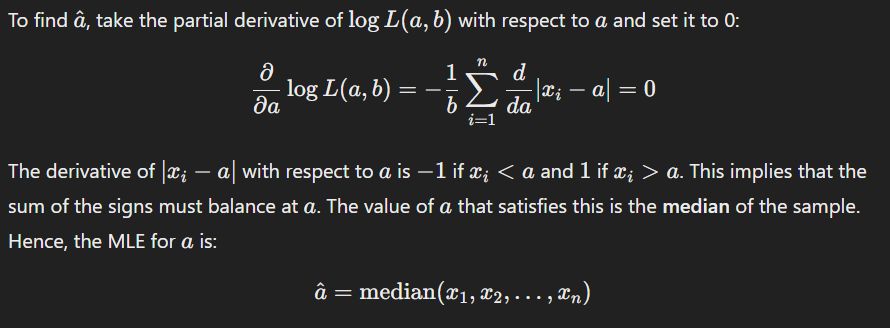 To find â, take the partial derivative of log L(a, b) with respect to a and set it to 0:
∂/∂a log L(a, b) = −1/b ∑_{i=1}^{n} d/da |x_i − a| = 0
The derivative of |x_i − a| with respect to a is −1 if x_i < a and 1 if x_i > a. This implies that the
sum of the signs must balance at a. The value of a that satisfies this is the median of the sample.
Hence, the MLE for a is:
â = median(x_1, x_2, . . . , x_n)